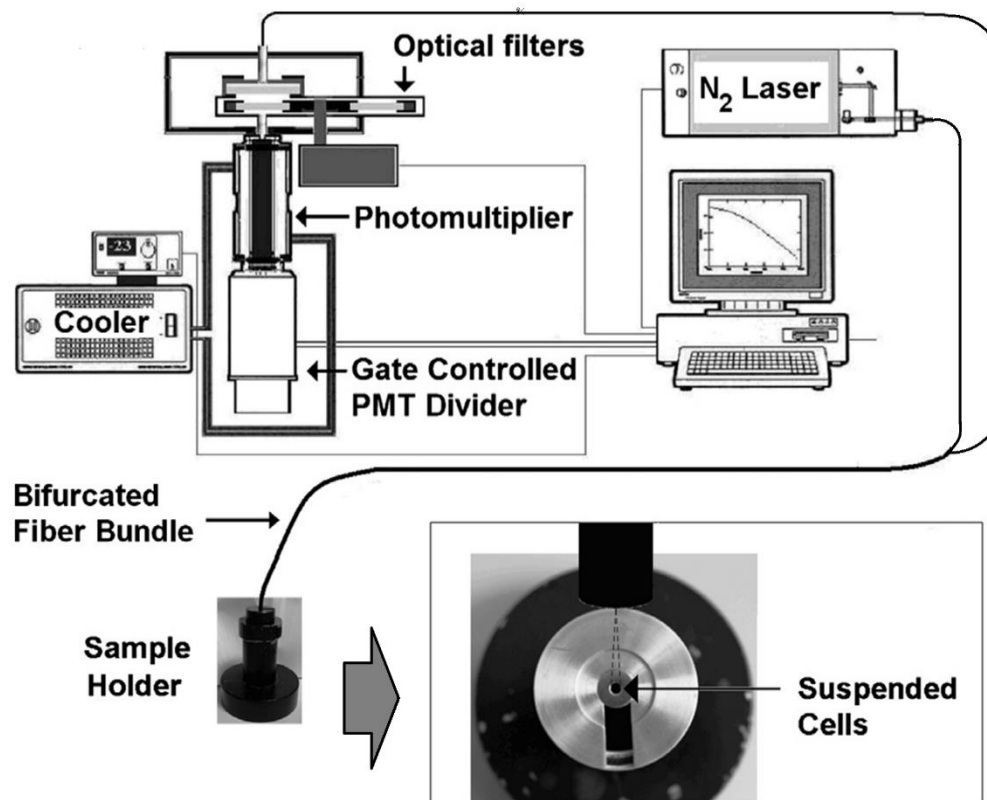 Optical filters
N2 Laser
Photomultiplier
-23
Cooler
Gate Controlled
PMT Divider
Bifurcated
Fiber Bundle
Sample
Holder
Suspended
Cells